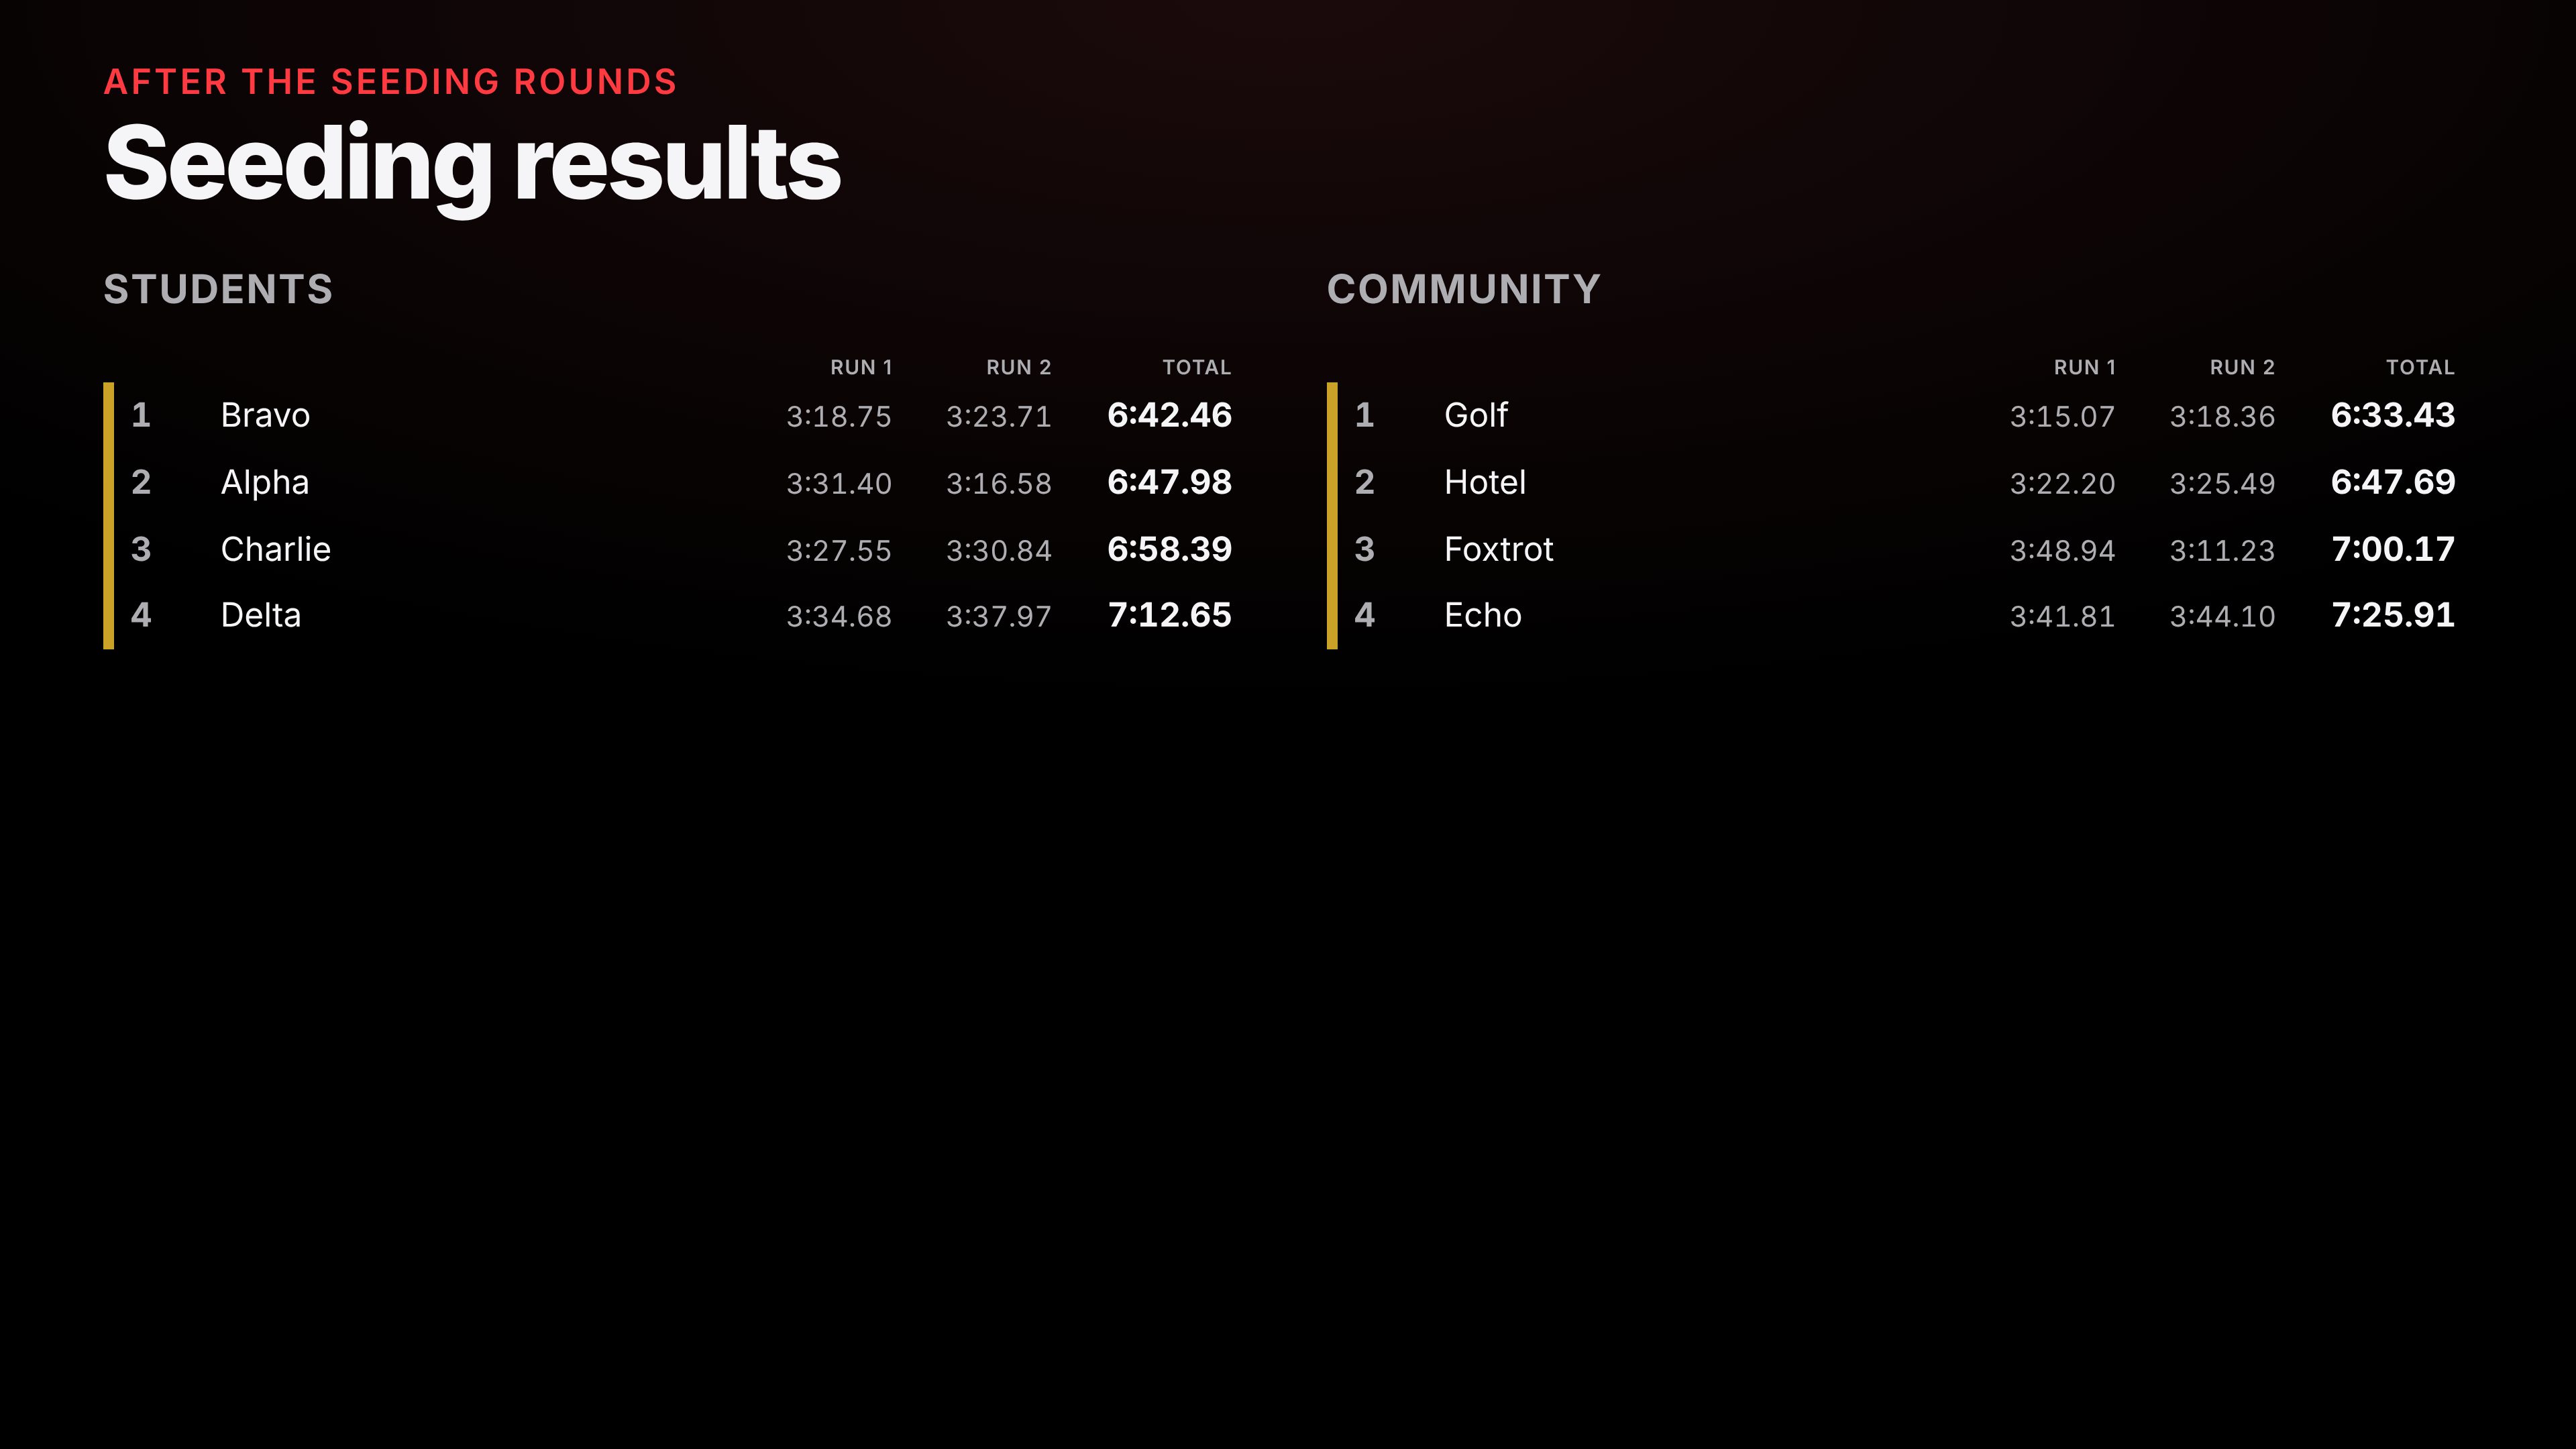 AFTER THE SEEDING ROUNDS
Seeding results
STUDENTS
RUN 1 RUN 2 TOTAL
1 Bravo 3:18.75 3:23.71 6:42.46
2 Alpha 3:31.40 3:16.58 6:47.98
3 Charlie 3:27.55 3:30.84 6:58.39
4 Delta 3:34.68 3:37.97 7:12.65
COMMUNITY
RUN 1 RUN 2 TOTAL
1 Golf 3:15.07 3:18.36 6:33.43
2 Hotel 3:22.20 3:25.49 6:47.69
3 Foxtrot 3:48.94 3:11.23 7:00.17
4 Echo 3:41.81 3:44.10 7:25.91